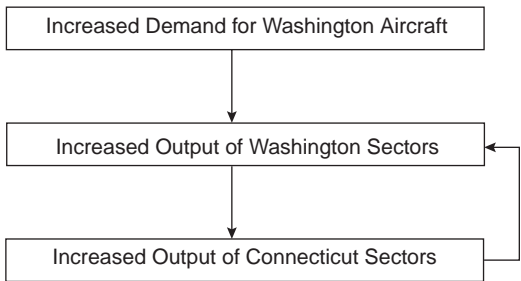 Increased Demand for Washington Aircraft
Increased Output of Washington Sectors
Increased Output of Connecticut Sectors